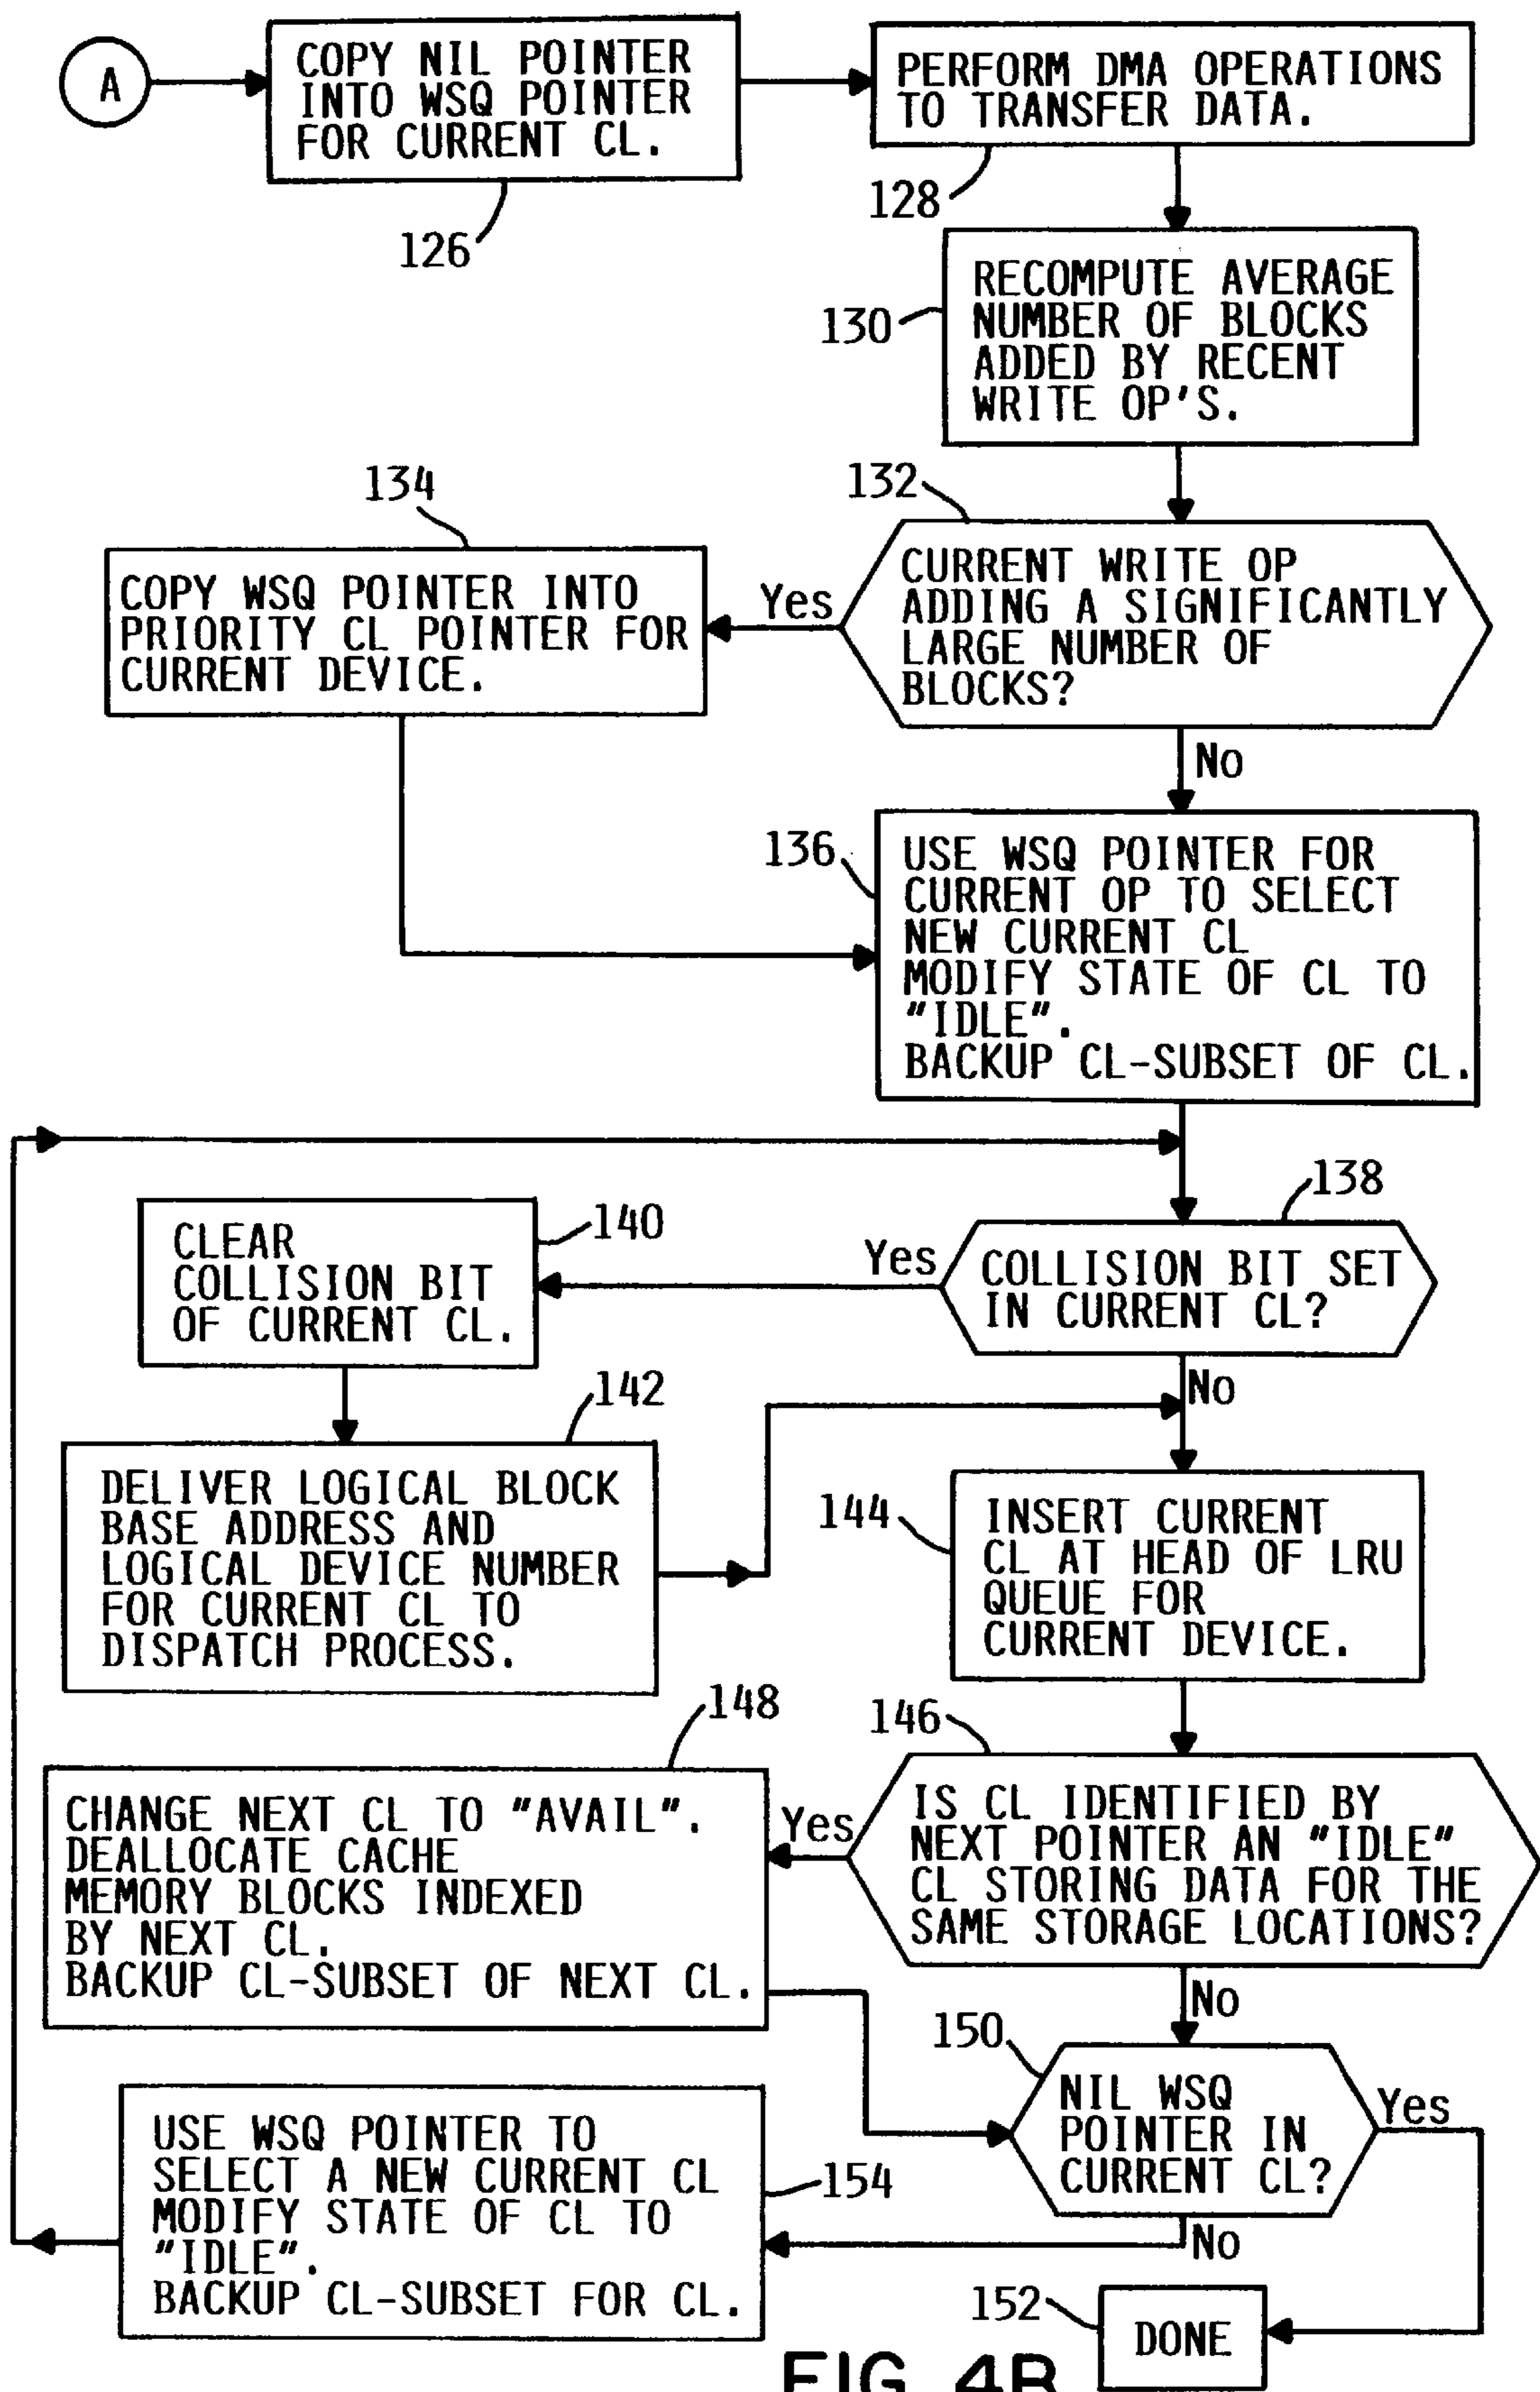 A
COPY NIL POINTER
INTO WSQ POINTER
FOR CURRENT CL.
126
PERFORM DMA OPERATIONS
TO TRANSFER DATA.
128
RECOMPUTE AVERAGE
NUMBER OF BLOCKS
ADDED BY RECENT
WRITE OP'S.
130
132
CURRENT WRITE OP
ADDING A SIGNIFICANTLY
LARGE NUMBER OF
BLOCKS?
Yes
134
COPY WSQ POINTER INTO
PRIORITY CL POINTER FOR
CURRENT DEVICE.
No
136
USE WSQ POINTER FOR
CURRENT OP TO SELECT
NEW CURRENT CL
MODIFY STATE OF CL TO
"IDLE".
BACKUP CL-SUBSET OF CL.
138
COLLISION BIT SET
IN CURRENT CL?
Yes
140
CLEAR
COLLISION BIT
OF CURRENT CL.
No
142
DELIVER LOGICAL BLOCK
BASE ADDRESS AND
LOGICAL DEVICE NUMBER
FOR CURRENT CL TO
DISPATCH PROCESS.
144
INSERT CURRENT
CL AT HEAD OF LRU
QUEUE FOR
CURRENT DEVICE.
146
IS CL IDENTIFIED BY
NEXT POINTER AN "IDLE"
CL STORING DATA FOR THE
SAME STORAGE LOCATIONS?
Yes
148
CHANGE NEXT CL TO "AVAIL".
DEALLOCATE CACHE
MEMORY BLOCKS INDEXED
BY NEXT CL.
BACKUP CL-SUBSET OF NEXT CL.
No
150
NIL WSQ
POINTER IN
CURRENT CL?
Yes
No
154
USE WSQ POINTER TO
SELECT A NEW CURRENT CL
MODIFY STATE OF CL TO
"IDLE".
BACKUP CL-SUBSET FOR CL.
152
DONE
FIG. 4B